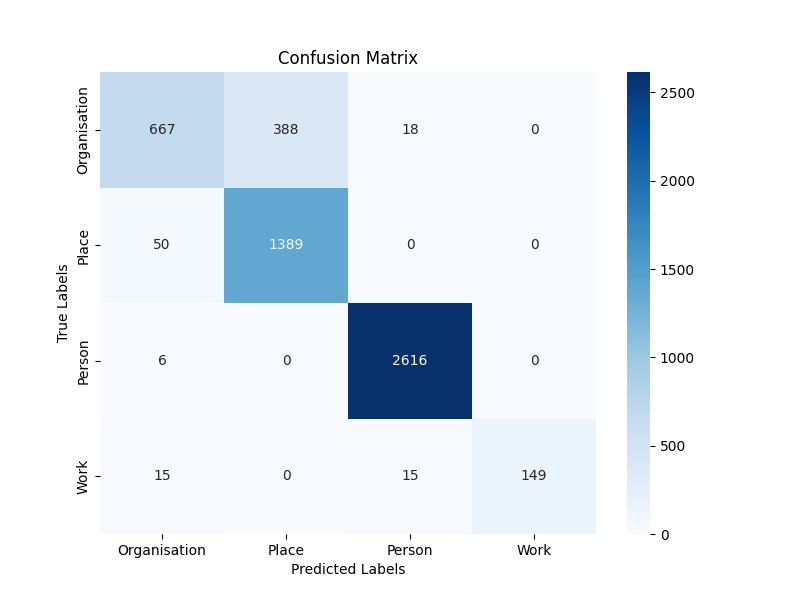 Confusion Matrix
Organisation
667 388 18 0
2500
2000
Place
50 1389 0 0
1500
True Labels
Person
6 0 2616 0
1000
500
Work
15 0 15 149
0
Organisation Place Person Work
Predicted Labels